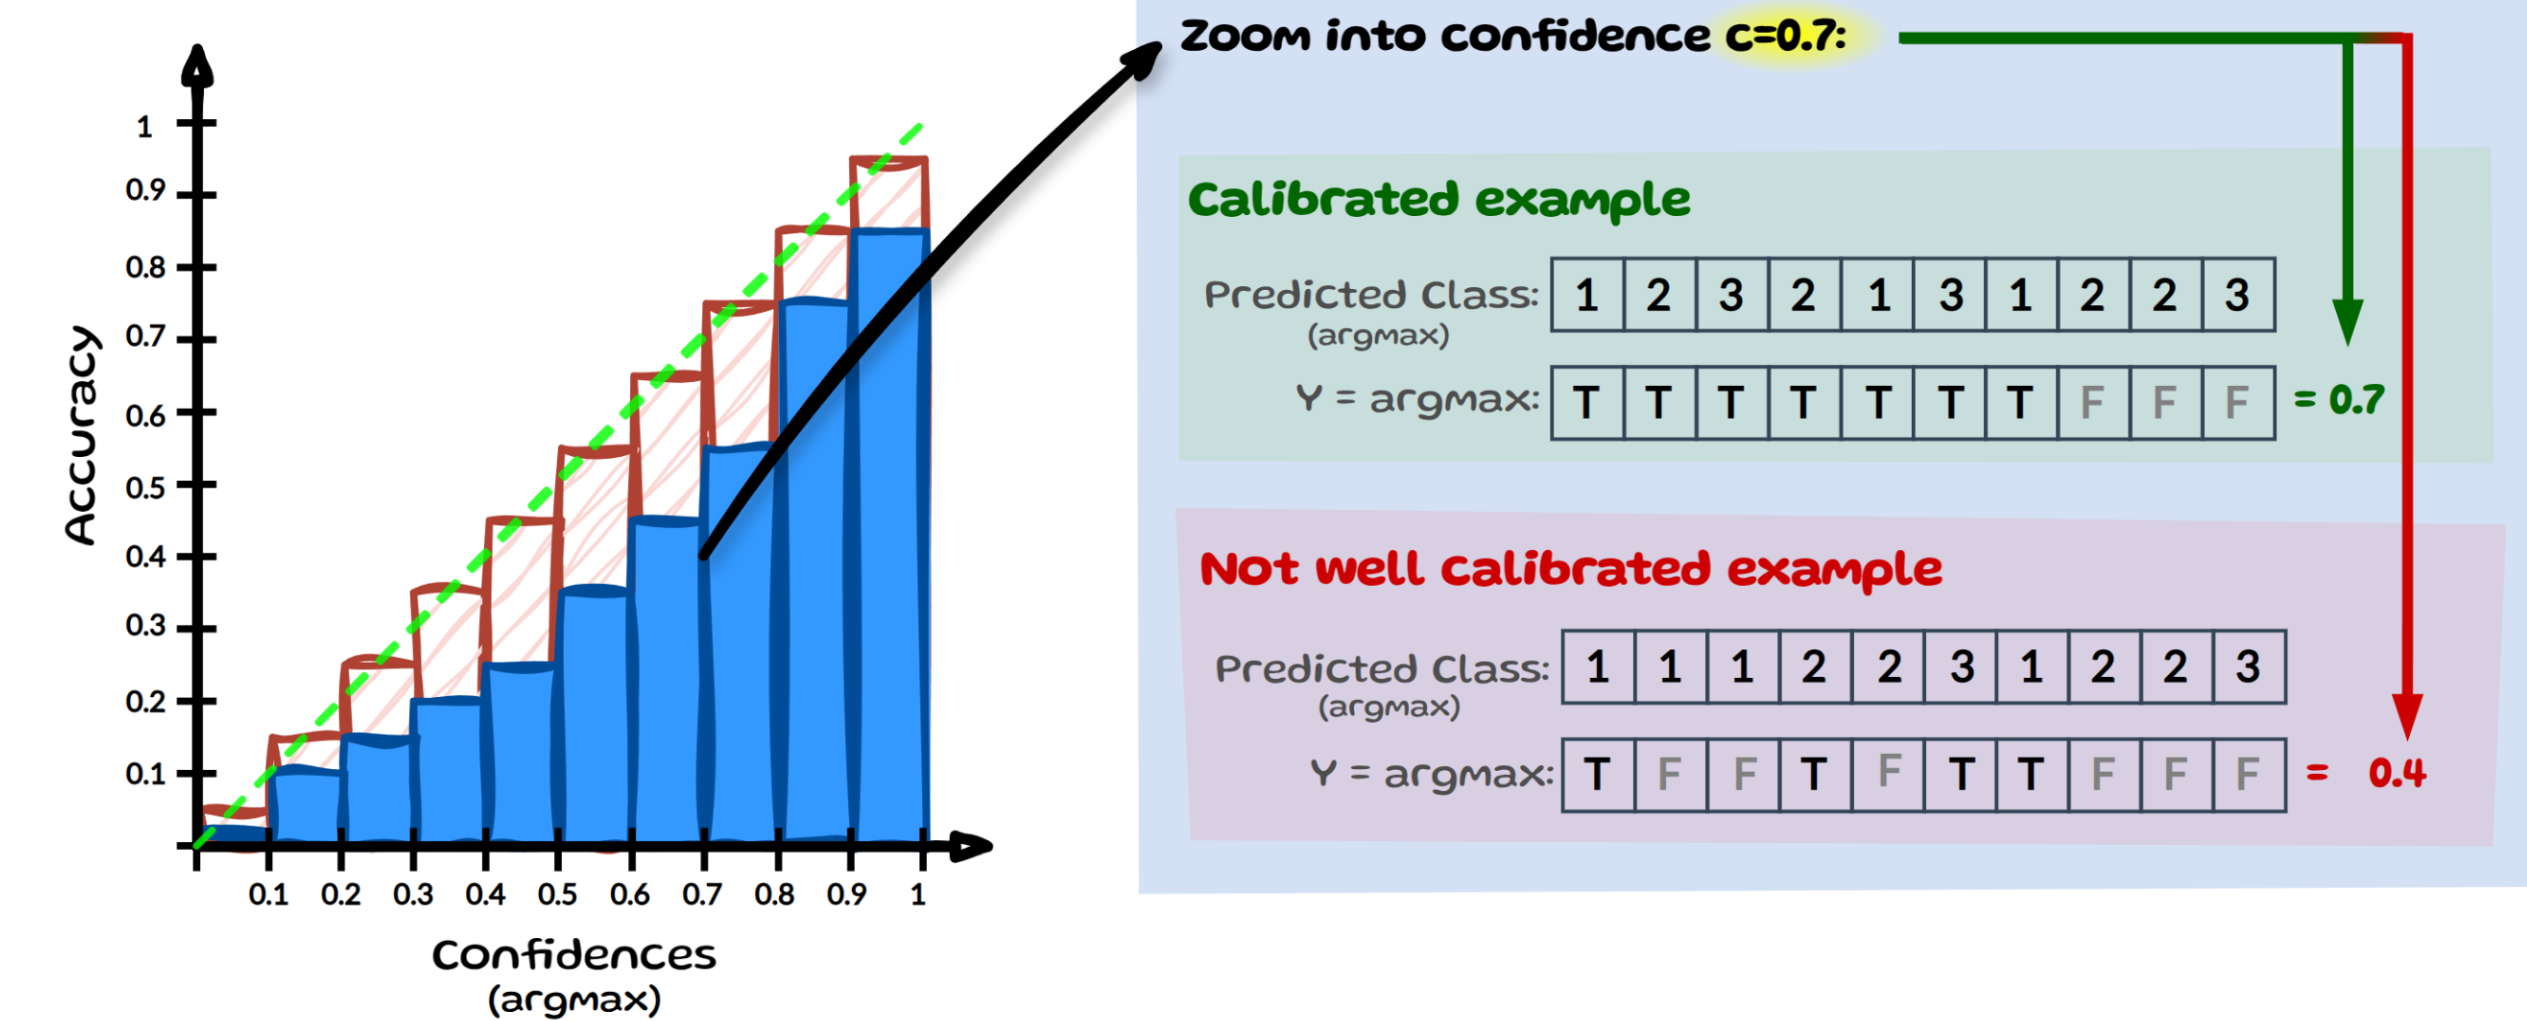 Accuracy
1
0.9
0.8
0.7
0.6
0.5
0.4
0.3
0.2
0.1
0.1 0.2 0.3 0.4 0.5 0.6 0.7 0.8 0.9 1
Confidences
(argmax)
Zoom into confidence c=0.7:
Calibrated example
Predicted Class: 1 2 3 2 1 3 1 2 2 3
(argmax)
Y = argmax: T T T T T T T F F F = 0.7
Not well calibrated example
Predicted Class: 1 1 1 2 2 3 1 2 2 3
(argmax)
Y = argmax: T F F T F T T F F F = 0.4